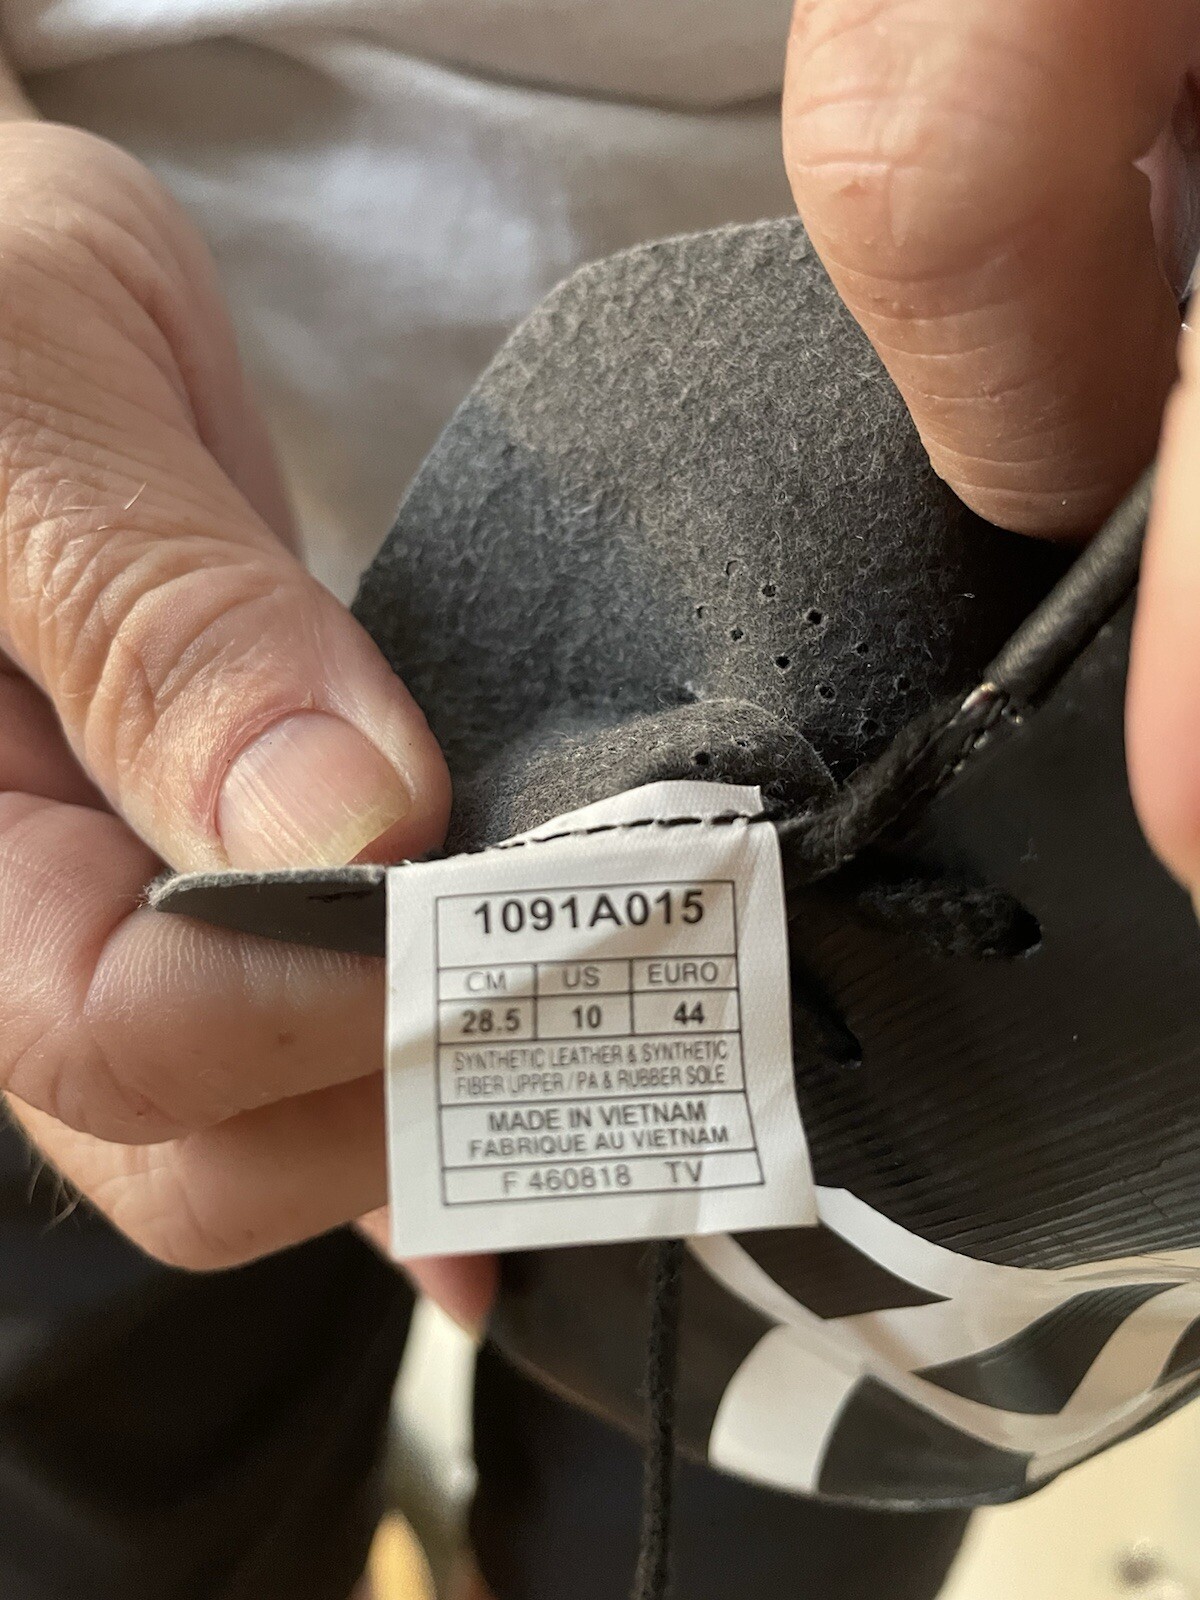 1091A015
CM US EURO
28.5 10 44
SYNTHETIC LEATHER & SYNTHETIC
FIBER UPPER / PA & RUBBER SOLE
MADE IN VIETNAM
FABRIQUE AU VIETNAM
F 460818 TV